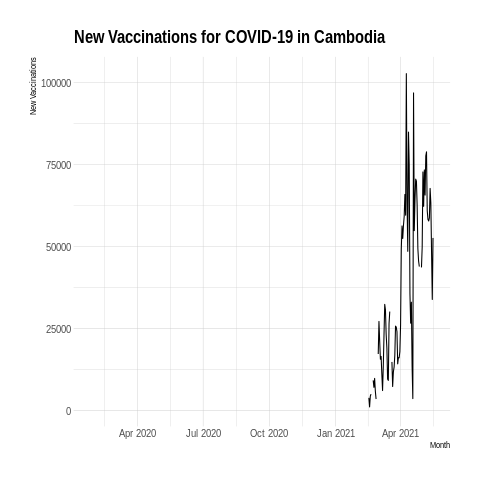 New Vaccinations for COVID-19 in Cambodia
New Vaccinations
100000
75000
50000
25000
0
Apr 2020 Jul 2020 Oct 2020 Jan 2021 Apr 2021
Month